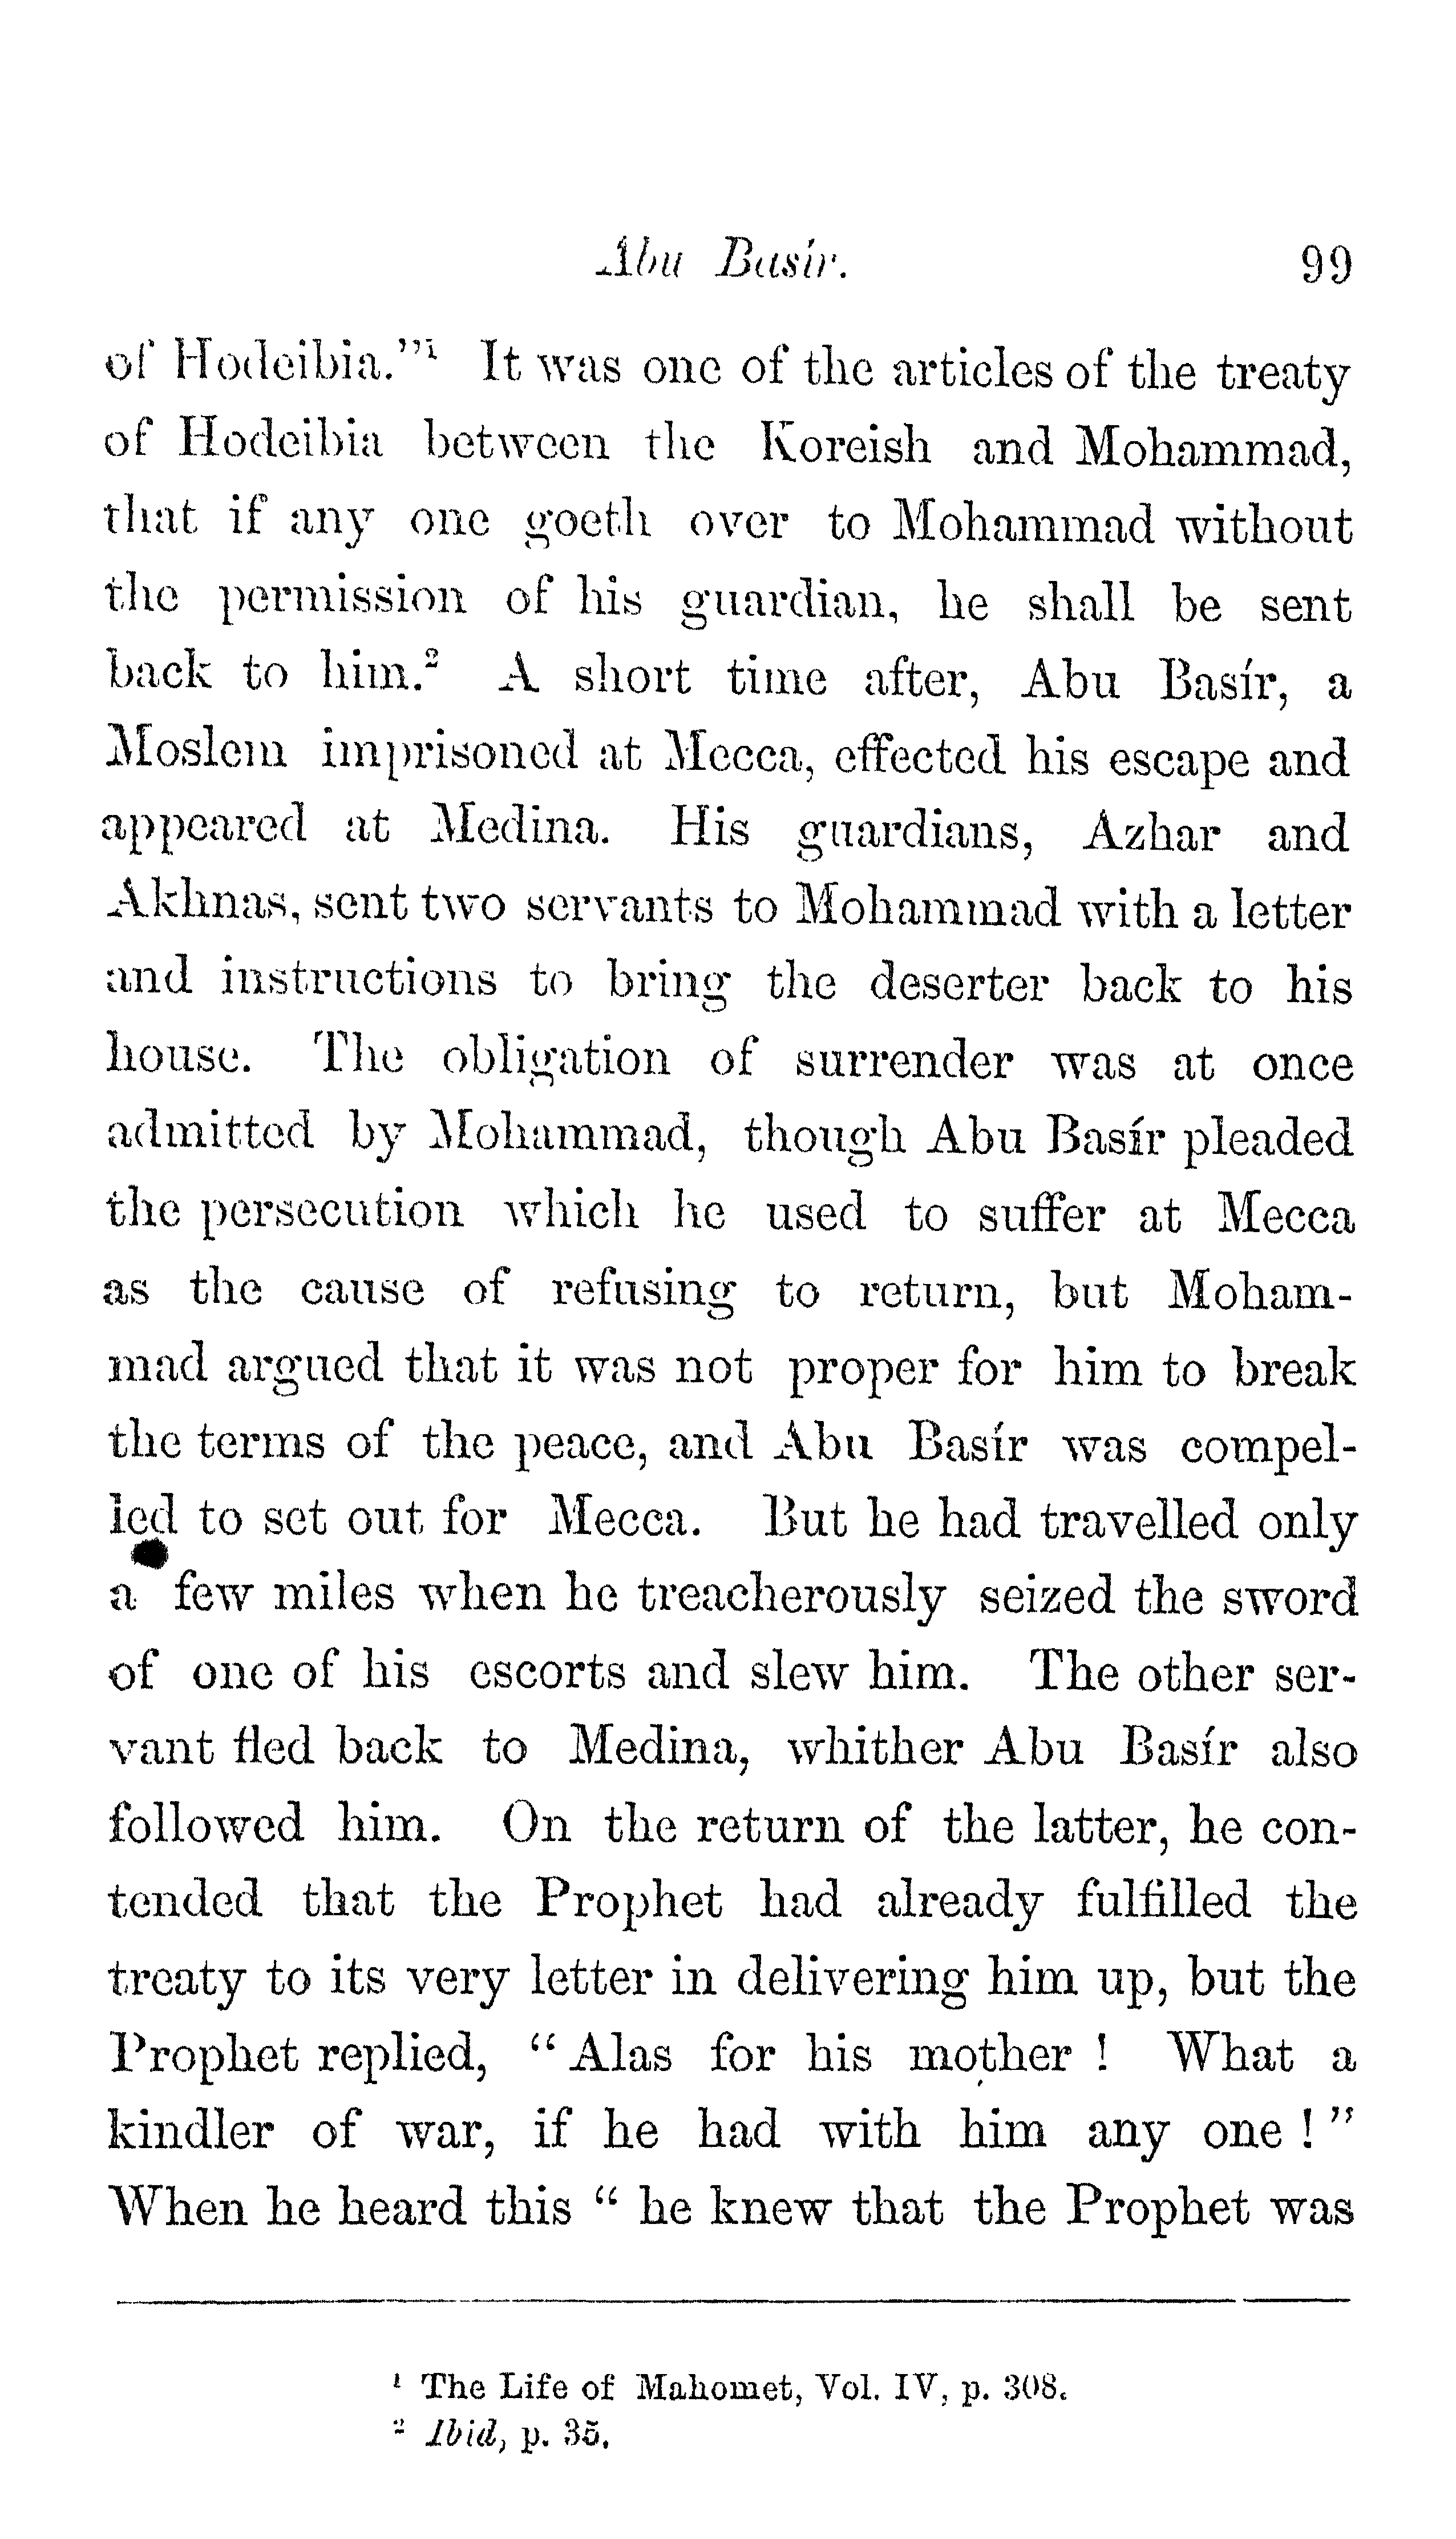 Abu Basír. 99
of Hodeibia."¹ It was one of the articles of the treaty
of Hodeibia between the Koreish and Mohammad,
that if any one goeth over to Mohammad without
the permission of his guardian, he shall be sent
back to him.² A short time after, Abu Basír, a
Moslem imprisoned at Mecca, effected his escape and
appeared at Medina. His guardians, Azhar and
Akhnas, sent two servants to Mohammad with a letter
and instructions to bring the deserter back to his
house. The obligation of surrender was at once
admitted by Mohammad, though Abu Basír pleaded
the persecution which he used to suffer at Mecca
as the cause of refusing to return, but Moham-
mad argued that it was not proper for him to break
the terms of the peace, and Abu Basír was compel-
led to set out for Mecca. But he had travelled only
a few miles when he treacherously seized the sword
of one of his escorts and slew him. The other ser-
vant fled back to Medina, whither Abu Basír also
followed him. On the return of the latter, he con-
tended that the Prophet had already fulfilled the
treaty to its very letter in delivering him up, but the
Prophet replied, "Alas for his mother ! What a
kindler of war, if he had with him any one !"
When he heard this "he knew that the Prophet was
¹ The Life of Mahomet, Vol. IV, p. 308.
² Ibid, p. 35.